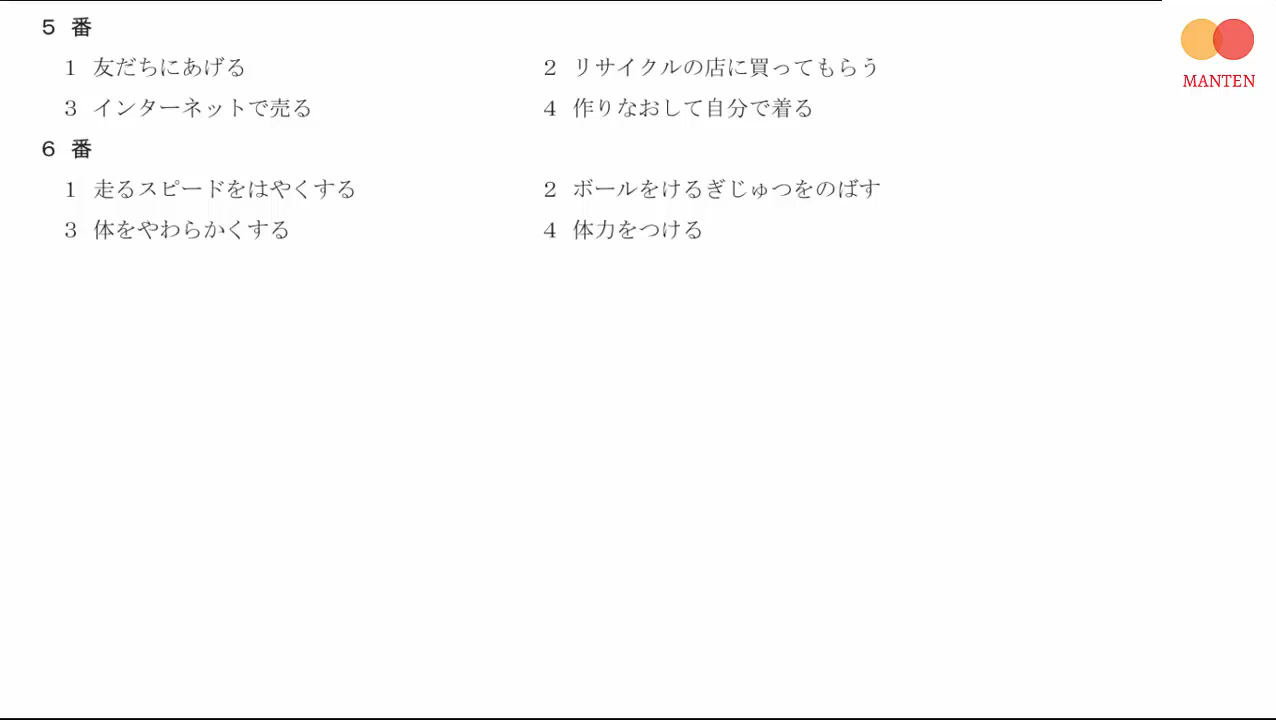 5 番
1 友だちにあげる 2 リサイクルの店に買ってもらう
3 インターネットで売る 4 作りなおして自分で着る
6 番
1 走るスピードをはやくする 2 ボールをけるぎじゅつをのばす
3 体をやわらかくする 4 体力をつける
MANTEN